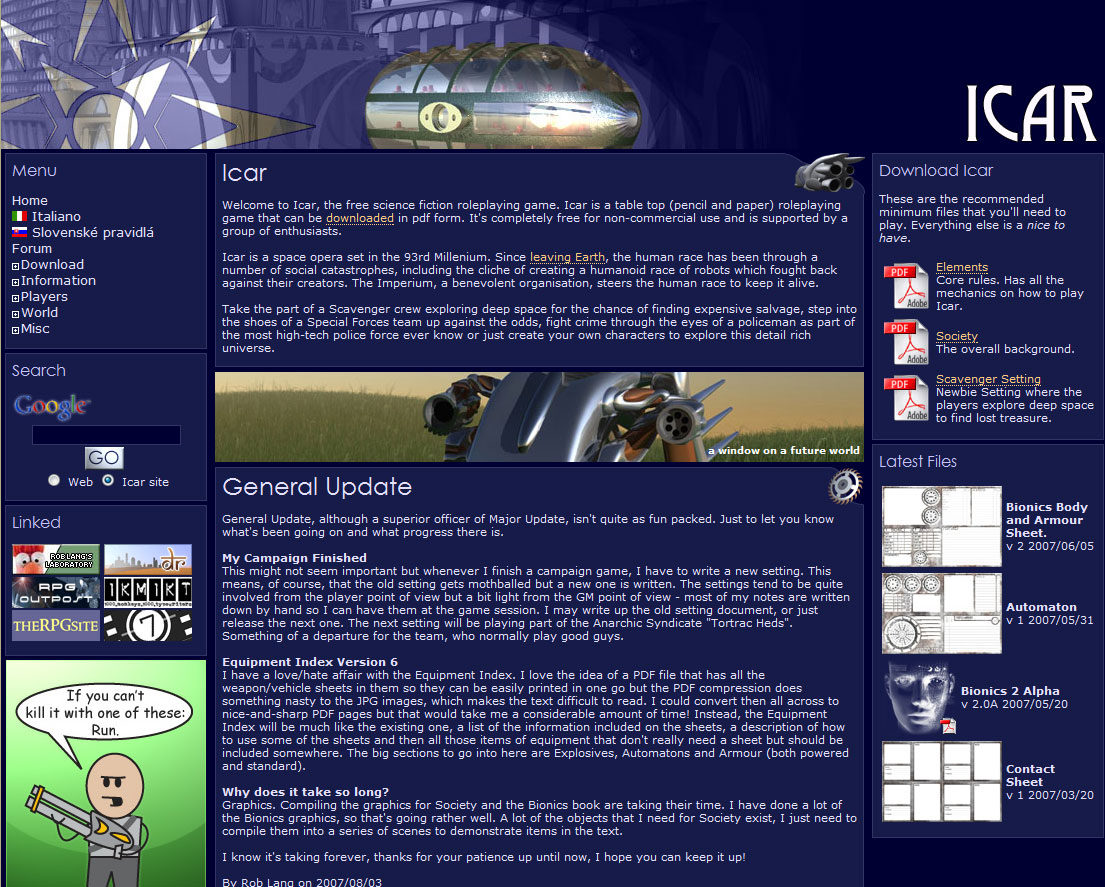 ICAR
Menu
Home
Italiano
Slovenské pravidlá
Forum
Download
Information
Players
World
Misc
Search
Google
GO
Web Icar site
Linked
ROB LANG'S
LABORATORY
dr
RPG
OUTPOST
1KM1KT
1000,monkeys,1000,typewriters
THERPGSITE
7
If you can't
kill it with one of these:
Run.
Icar
Welcome to Icar, the free science fiction roleplaying game. Icar is a table top (pencil and paper) roleplaying
game that can be downloaded in pdf form. It's completely free for non-commercial use and is supported by a
group of enthusiasts.
Icar is a space opera set in the 93rd Millenium. Since leaving Earth, the human race has been through a
number of social catastrophes, including the cliche of creating a humanoid race of robots which fought back
against their creators. The Imperium, a benevolent organisation, steers the human race to keep it alive.
Take the part of a Scavenger crew exploring deep space for the chance of finding expensive salvage, step into
the shoes of a Special Forces team up against the odds, fight crime through the eyes of a policeman as part of
the most high-tech police force ever know or just create your own characters to explore this detail rich
universe.
a window on a future world
General Update
General Update, although a superior officer of Major Update, isn't quite as fun packed. Just to let you know
what's been going on and what progress there is.
My Campaign Finished
This might not seem important but whenever I finish a campaign game, I have to write a new setting. This
means, of course, that the old setting gets mothballed but a new one is written. The settings tend to be quite
involved from the player point of view but a bit light from the GM point of view - most of my notes are written
down by hand so I can have them at the game session. I may write up the old setting document, or just
release the next one. The next setting will be playing part of the Anarchic Syndicate "Tortrac Heds".
Something of a departure for the team, who normally play good guys.
Equipment Index Version 6
I have a love/hate affair with the Equipment Index. I love the idea of a PDF file that has all the
weapon/vehicle sheets in them so they can be easily printed in one go but the PDF compression does
something nasty to the JPG images, which makes the text difficult to read. I could convert then all across to
nice-and-sharp PDF pages but that would take me a considerable amount of time! Instead, the Equipment
Index will be much like the existing one, a list of the information included on the sheets, a description of how
to use some of the sheets and then all those items of equipment that don't really need a sheet but should be
included somewhere. The big sections to go into here are Explosives, Automatons and Armour (both powered
and standard).
Why does it take so long?
Graphics. Compiling the graphics for Society and the Bionics book are taking their time. I have done a lot of
the Bionics graphics, so that's going rather well. A lot of the objects that I need for Society exist, I just need to
compile them into a series of scenes to demonstrate items in the text.
I know it's taking forever, thanks for your patience up until now, I hope you can keep it up!
By Rob Lang on 2007/08/03
Download Icar
These are the recommended
minimum files that you'll need to
play. Everything else is a nice to
have.
PDF
Adobe
Elements
Core rules. Has all the
mechanics on how to play
Icar.
PDF
Adobe
Society
The overall background.
PDF
Adobe
Scavenger Setting
Newbie Setting where the
players explore deep space
to find lost treasure.
Latest Files
Bionics Body
and Armour
Sheet.
v 2 2007/06/05
Automaton
v 1 2007/05/31
Bionics 2 Alpha
v 2.0A 2007/05/20
Contact
Sheet
v 1 2007/03/20